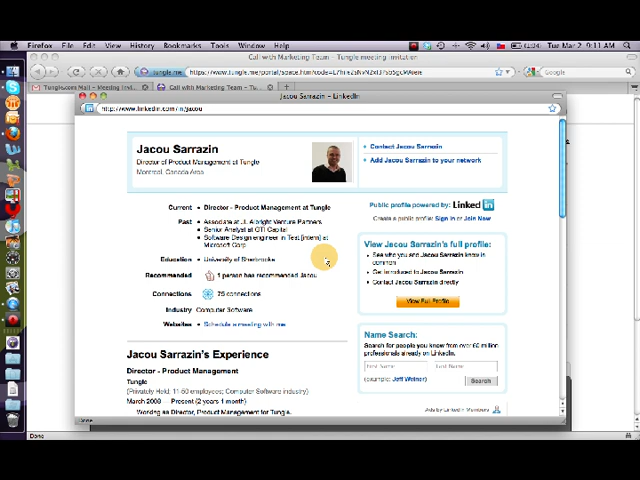 Firefox File Edit View History Bookmarks Tools Window Help
Tue Mar 2 9:11 AM
Call with Marketing Team - Tungle meeting invitation
tungle.me
Google
Tungle.com Mail - Meeting Invit...
Call with Marketing Team - Tu...
Jacou Sarrazin - LinkedIn
http://www.linkedin.com/in/jacou
Jacou Sarrazin
Director of Product Management at Tungle
Montreal, Canada Area
Contact Jacou Sarrazin
Add Jacou Sarrazin to your network
Current
Director - Product Management at Tungle
Past
Associate at J.L. Albright Venture Partners
Senior Analyst at GTI Capital
Software Design engineer in Test [intern] at
Microsoft Corp
Education
University of Sherbrooke
Recommended
1 person has recommended Jacou
Connections
75 connections
Industry
Computer Software
Websites
Schedule a meeting with me
Public profile powered by: Linked in
Create a public profile: Sign In or Join Now
View Jacou Sarrazin's full profile:
See who you and Jacou Sarrazin know in
common
Get introduced to Jacou Sarrazin
Contact Jacou Sarrazin directly
View Full Profile
Name Search:
Search for people you know from over 60 million
professionals already on LinkedIn.
First Name
Last Name
(example: Jeff Weiner)
Search
Jacou Sarrazin's Experience
Director - Product Management
Tungle
(Privately Held; 11-50 employees; Computer Software industry)
March 2008 — Present (2 years 1 month)
Working as Director, Product Management for Tungle.
Ads by LinkedIn Members
Done
Done